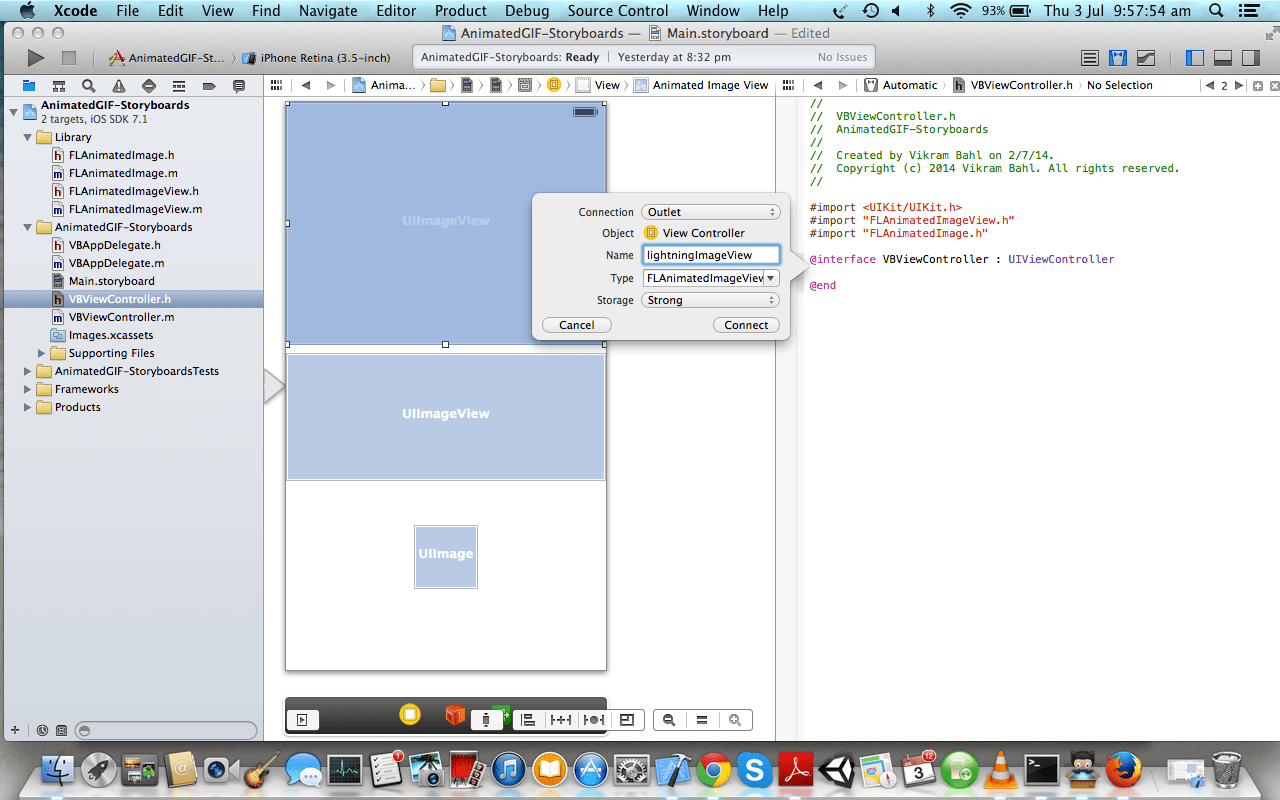 Xcode File Edit View Find Navigate Editor Product Debug Source Control Window Help 93% Thu 3 Jul 9:57:54 am
AnimatedGIF-Storyboards — Main.storyboard — Edited
AnimatedGIF-St... iPhone Retina (3.5-inch) AnimatedGIF-Storyboards: Ready Yesterday at 8:32 pm No Issues
Anima... View Animated Image View Automatic VBViewController.h No Selection 2
AnimatedGIF-Storyboards
2 targets, iOS SDK 7.1
Library
FLAnimatedImage.h
FLAnimatedImage.m
FLAnimatedImageView.h
FLAnimatedImageView.m
AnimatedGIF-Storyboards
VBAppDelegate.h
VBAppDelegate.m
Main.storyboard
VBViewController.h
VBViewController.m
Images.xcassets
Supporting Files
AnimatedGIF-StoryboardsTests
Frameworks
Products
UIImageView
UIImageView
UIImage
Connection Outlet
Object View Controller
Name lightningImageView
Type FLAnimatedImageView
Storage Strong
Cancel Connect
//
// VBViewController.h
// AnimatedGIF-Storyboards
//
// Created by Vikram Bahl on 2/7/14.
// Copyright (c) 2014 Vikram Bahl. All rights reserved.
//
#import <UIKit/UIKit.h>
#import "FLAnimatedImageView.h"
#import "FLAnimatedImage.h"
@interface VBViewController : UIViewController
@end
1
12
3